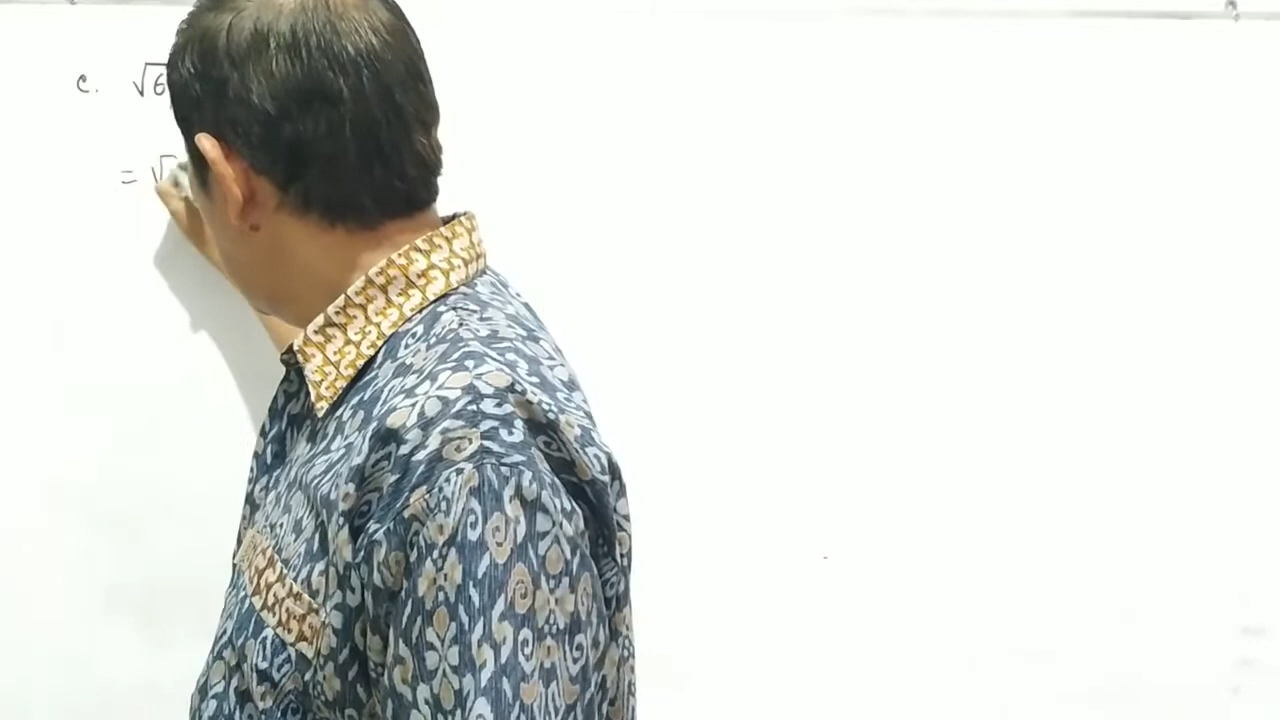 c. √6
= √